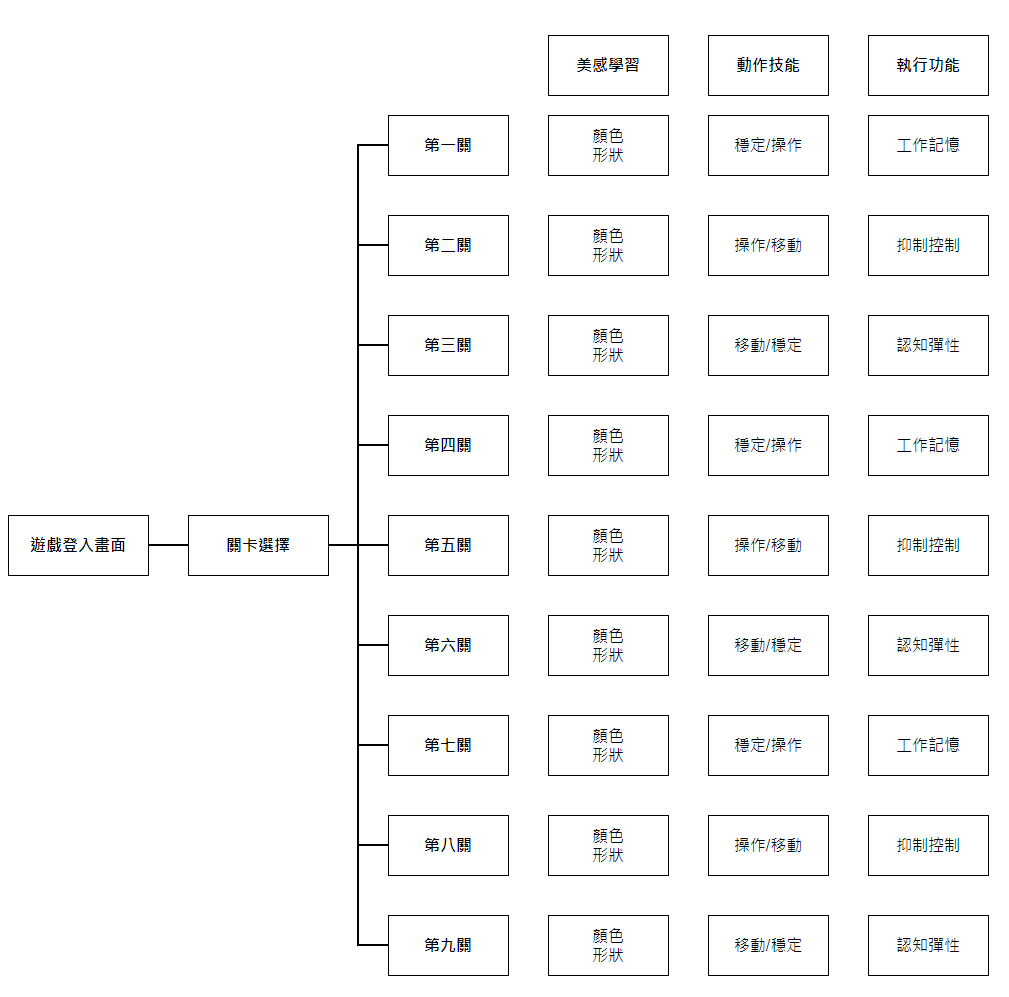 美感學習
動作技能
執行功能
第一關
顏色
形狀
穩定/操作
工作記憶
第二關
顏色
形狀
操作/移動
抑制控制
第三關
顏色
形狀
移動/穩定
認知彈性
第四關
顏色
形狀
穩定/操作
工作記憶
遊戲登入畫面
關卡選擇
第五關
顏色
形狀
操作/移動
抑制控制
第六關
顏色
形狀
移動/穩定
認知彈性
第七關
顏色
形狀
穩定/操作
工作記憶
第八關
顏色
形狀
操作/移動
抑制控制
第九關
顏色
形狀
移動/穩定
認知彈性